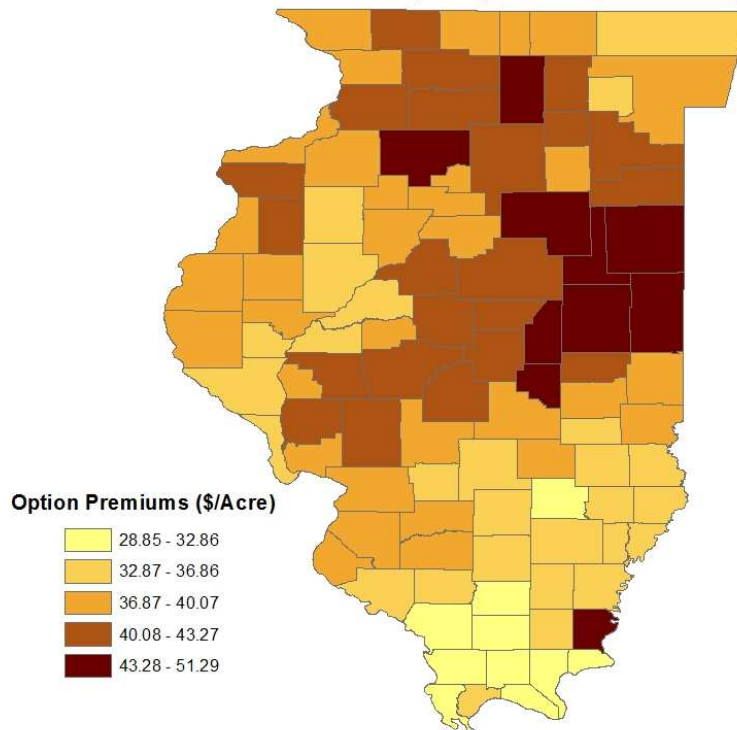 Option Premiums ($/Acre)
28.85 - 32.86
32.87 - 36.86
36.87 - 40.07
40.08 - 43.27
43.28 - 51.29